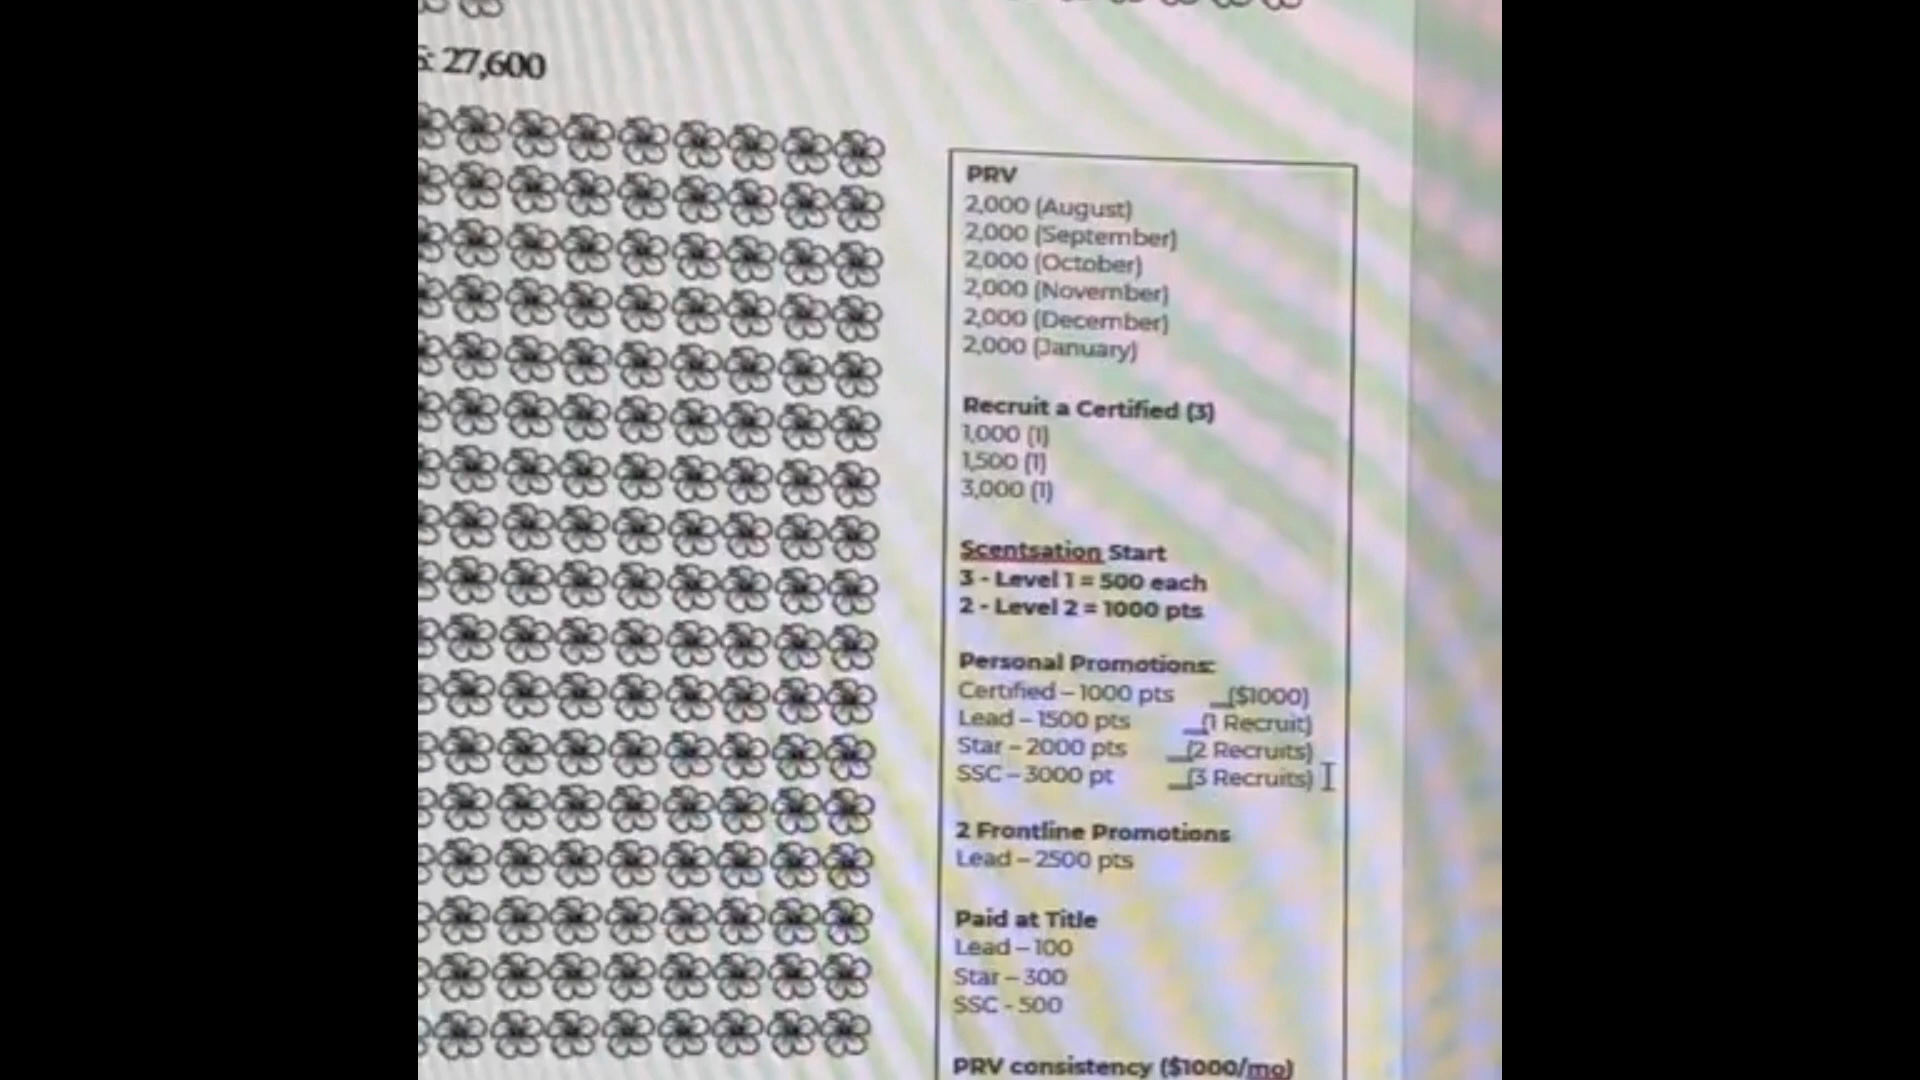 : 27,600
PRV
2,000 (August)
2,000 (September)
2,000 (October)
2,000 (November)
2,000 (December)
2,000 (January)
Recruit a Certified (3)
1,000 (1)
1,500 (1)
3,000 (1)
Scentsation Start
3 - Level 1 = 500 each
2 - Level 2 = 1000 pts
Personal Promotions:
Certified – 1000 pts __($1000)
Lead – 1500 pts __(1 Recruit)
Star – 2000 pts __(2 Recruits)
SSC – 3000 pt __(3 Recruits)
2 Frontline Promotions
Lead – 2500 pts
Paid at Title
Lead – 100
Star – 300
SSC - 500
PRV consistency ($1000/mo)